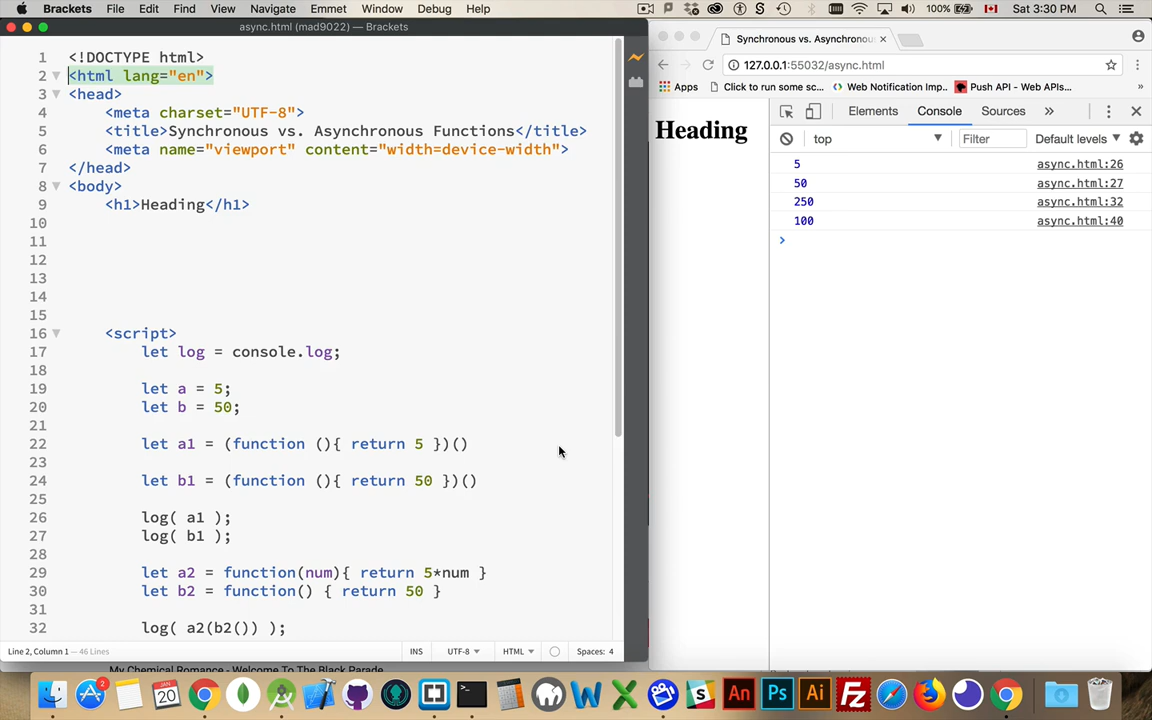 Brackets File Edit View Navigate Emmet Window Debug Help 100% Sat 3:30 PM
async.html (mad9022) — Brackets
1 <!DOCTYPE html>
2 <html lang="en">
3 <head>
4 <meta charset="UTF-8">
5 <title>Synchronous vs. Asynchronous Functions</title>
6 <meta name="viewport" content="width=device-width">
7 </head>
8 <body>
9 <h1>Heading</h1>
10
11
12
13
14
15
16 <script>
17 let log = console.log;
18
19 let a = 5;
20 let b = 50;
21
22 let a1 = (function (){ return 5 })()
23
24 let b1 = (function (){ return 50 })()
25
26 log( a1 );
27 log( b1 );
28
29 let a2 = function(num){ return 5*num }
30 let b2 = function() { return 50 }
31
32 log( a2(b2()) );
Line 2, Column 1 — 46 Lines INS UTF-8 HTML Spaces: 4
My Chemical Romance - Welcome To The Black Parade
Synchronous vs. Asynchronou
127.0.0.1:55032/async.html
Apps Click to run some sc... Web Notification Imp... Push API - Web APIs... »
Heading
Elements Console Sources »
top Filter Default levels
5 async.html:26
50 async.html:27
250 async.html:32
100 async.html:40
>
2 JAN 20 W X S An Ps Ai Fz